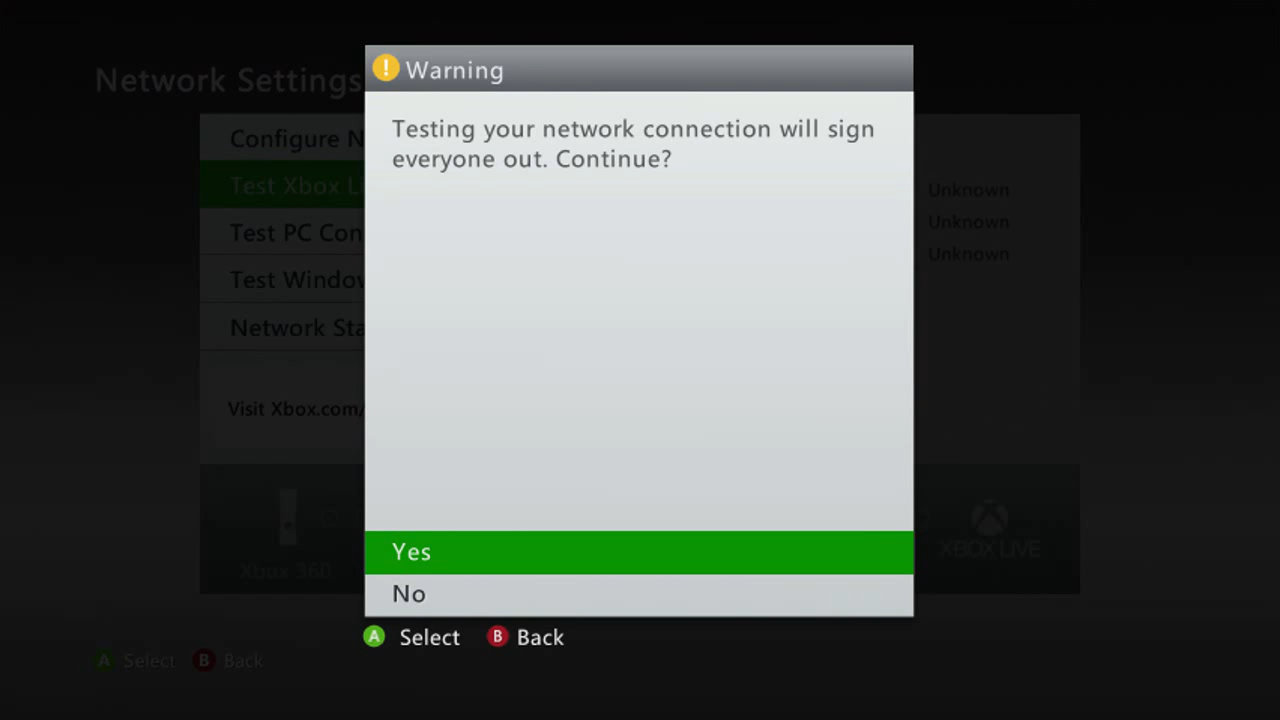 Network Settings
Warning
Testing your network connection will sign
everyone out. Continue?
Configure N
Test Xbox Li
Test PC Con
Test Window
Network Sta
Unknown
Unknown
Unknown
Visit Xbox.com/
Xbox 360
XBOX LIVE
Yes
No
A Select B Back
A Select B Back